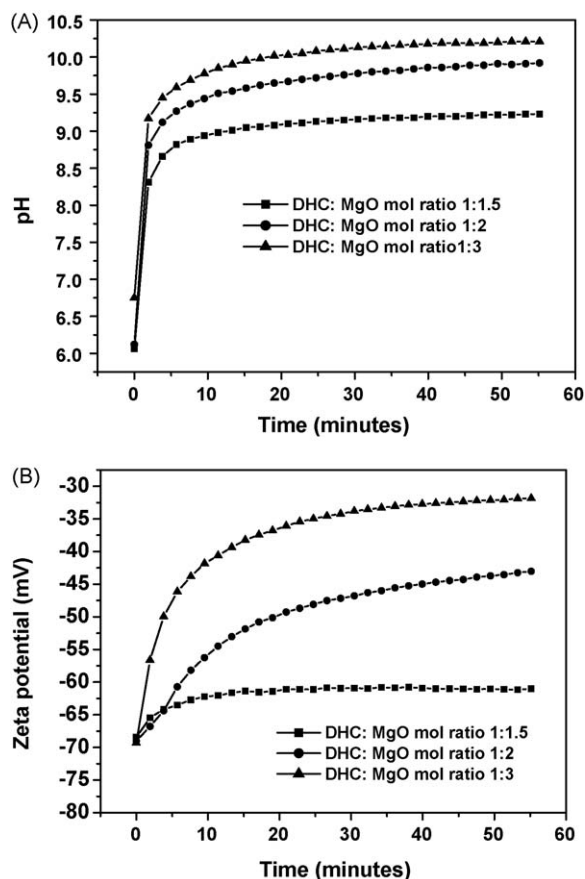 (A)
10.5
10.0
9.5
9.0
8.5
8.0
7.5
7.0
6.5
6.0
pH
DHC: MgO mol ratio 1:1.5
DHC: MgO mol ratio 1:2
DHC: MgO mol ratio1:3
0 10 20 30 40 50 60
Time (minutes)
(B)
-30
-35
-40
-45
-50
-55
-60
-65
-70
-75
-80
Zeta potential (mV)
DHC: MgO mol ratio 1:1.5
DHC: MgO mol ratio 1:2
DHC: MgO mol ratio 1:3
0 10 20 30 40 50 60
Time (minutes)